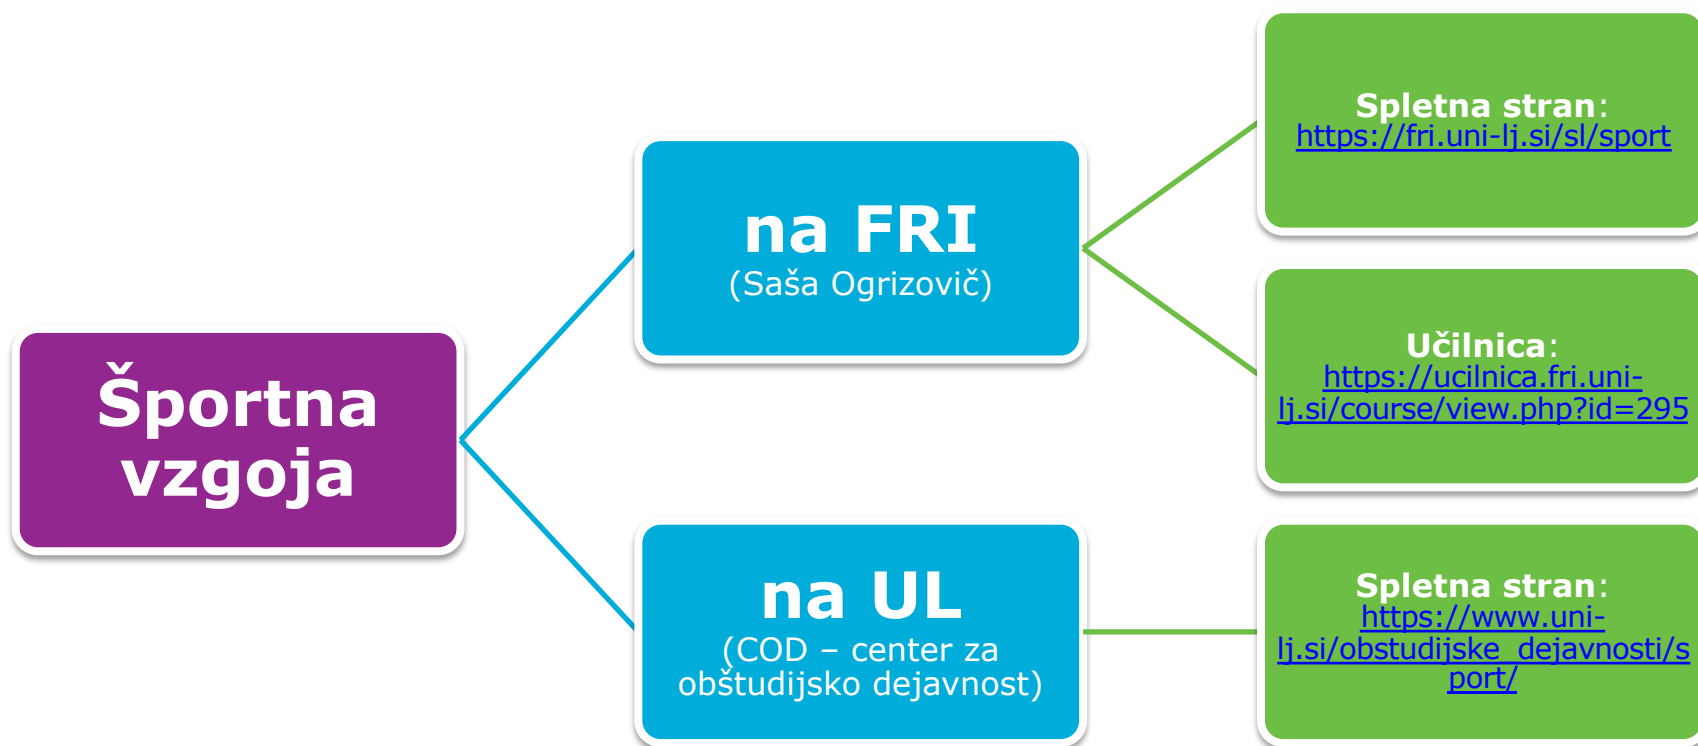 Športna
vzgoja
na FRI
(Saša Ogrizovič)
na UL
(COD – center za
obštudijsko dejavnost)
Spletna stran:
https://fri.uni-lj.si/sl/sport
Učilnica:
https://ucilnica.fri.uni-
lj.si/course/view.php?id=295
Spletna stran:
https://www.uni-
lj.si/obstudijske_dejavnosti/s
port/